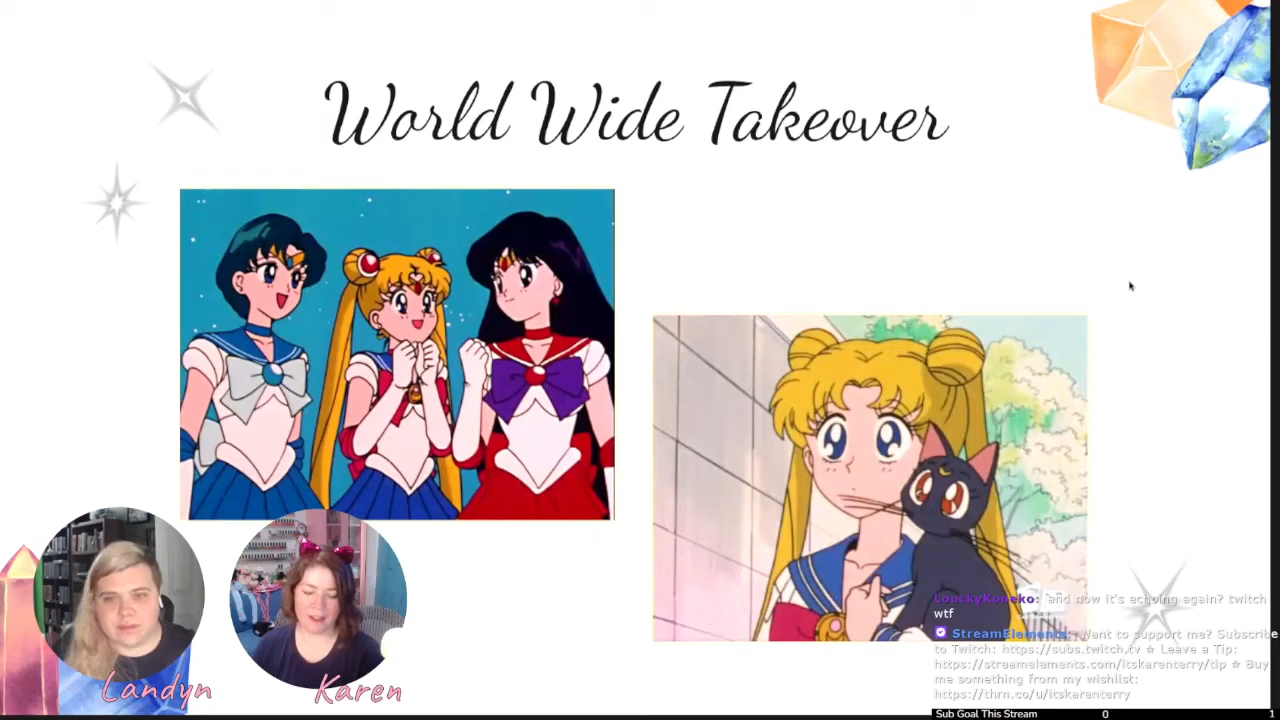 World Wide Takeover
Landyn
Karen
LouckyKoneko: and now it's echoing again? twitch
wtf
StreamElements: Want to support me? Subscribe
to Twitch: https://subs.twitch.tv ☆ Leave a Tip:
https://streamelements.com/itskarenterry/tip ☆ Buy
me something from my wishlist:
https://thrn.co/u/itskarenterry
Sub Goal This Stream 0 1